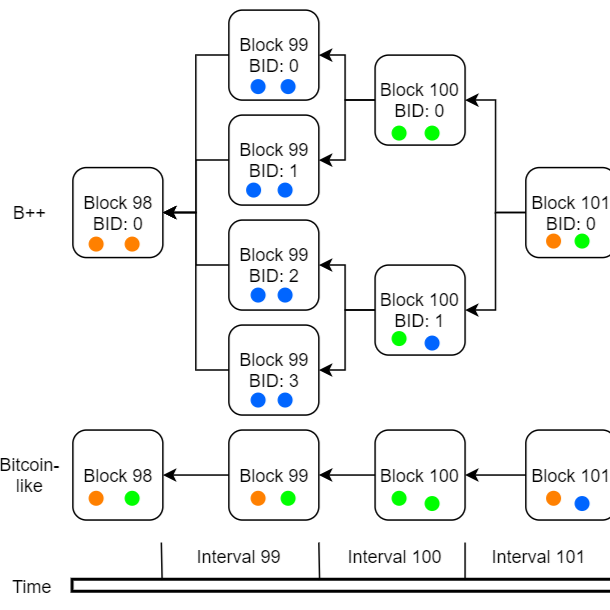 Block 99
BID: 0
Block 100
BID: 0
Block 99
BID: 1
B++
Block 98
BID: 0
Block 101
BID: 0
Block 99
BID: 2
Block 100
BID: 1
Block 99
BID: 3
Bitcoin-
like
Block 98
Block 99
Block 100
Block 101
Interval 99
Interval 100
Interval 101
Time